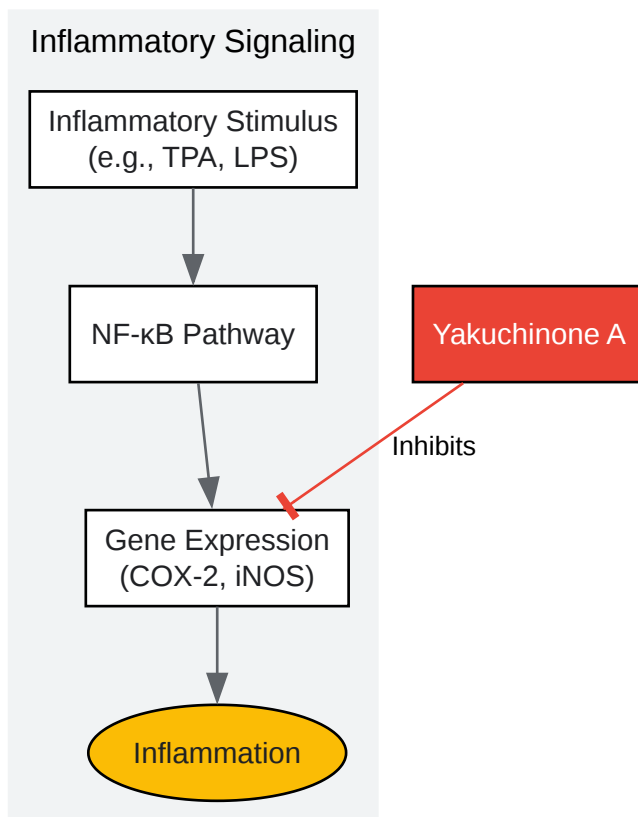 Inflammatory Signaling
Inflammatory Stimulus
(e.g., TPA, LPS)
NF-κB Pathway
Yakuchinone A
Inhibits
Gene Expression
(COX-2, iNOS)
Inflammation